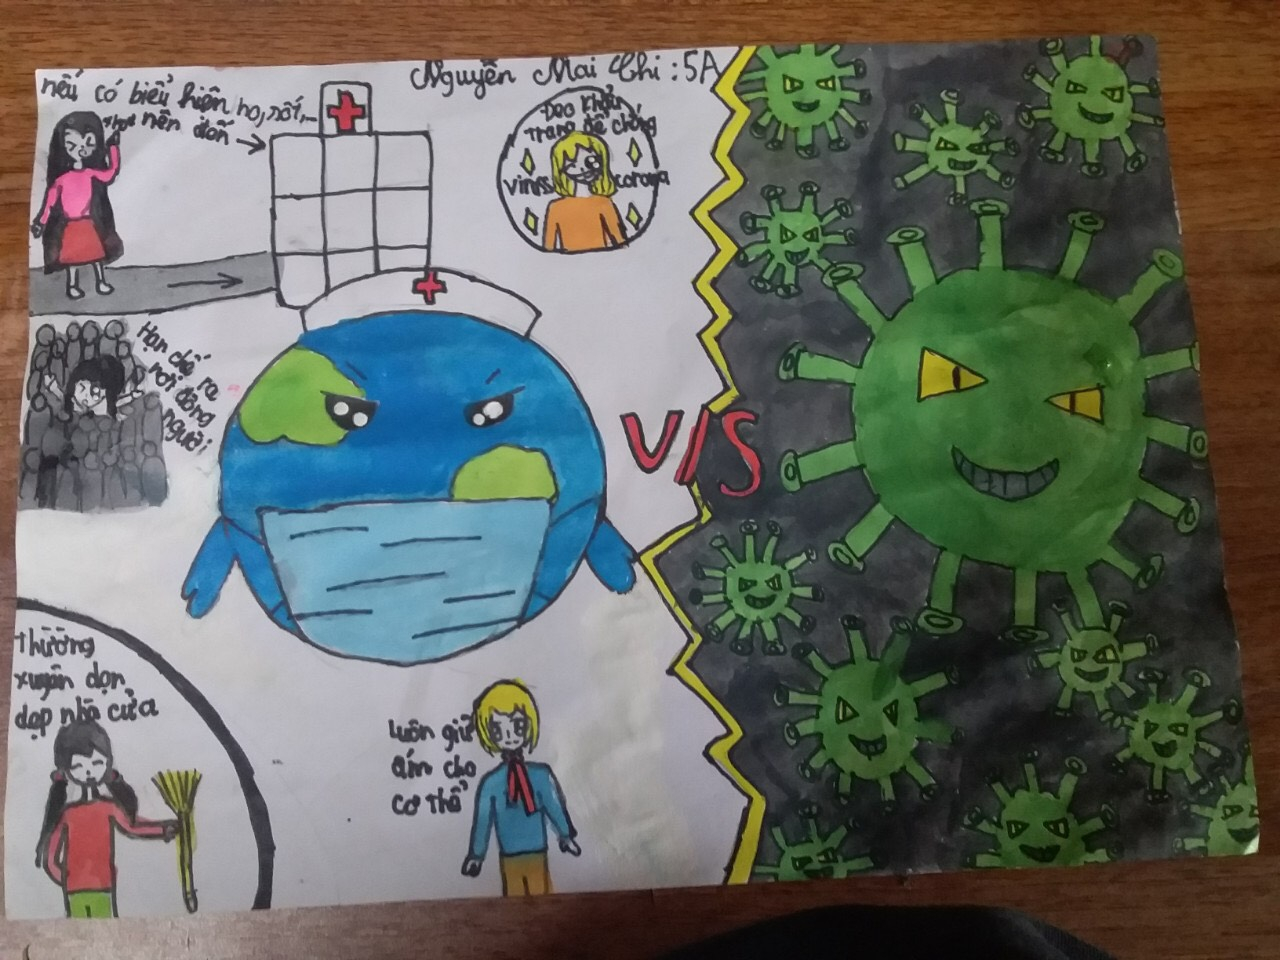 Nguyễn Mai Chi : 5A
nếu có biểu hiện ho, sốt,...
nên đến
Đeo khẩu
trang để chống
virus corona
Hạn chế ra
nơi đông
người
V/S
Thường
xuyên dọn
dẹp nhà cửa
Luôn giữ
ấm cho
cơ thể